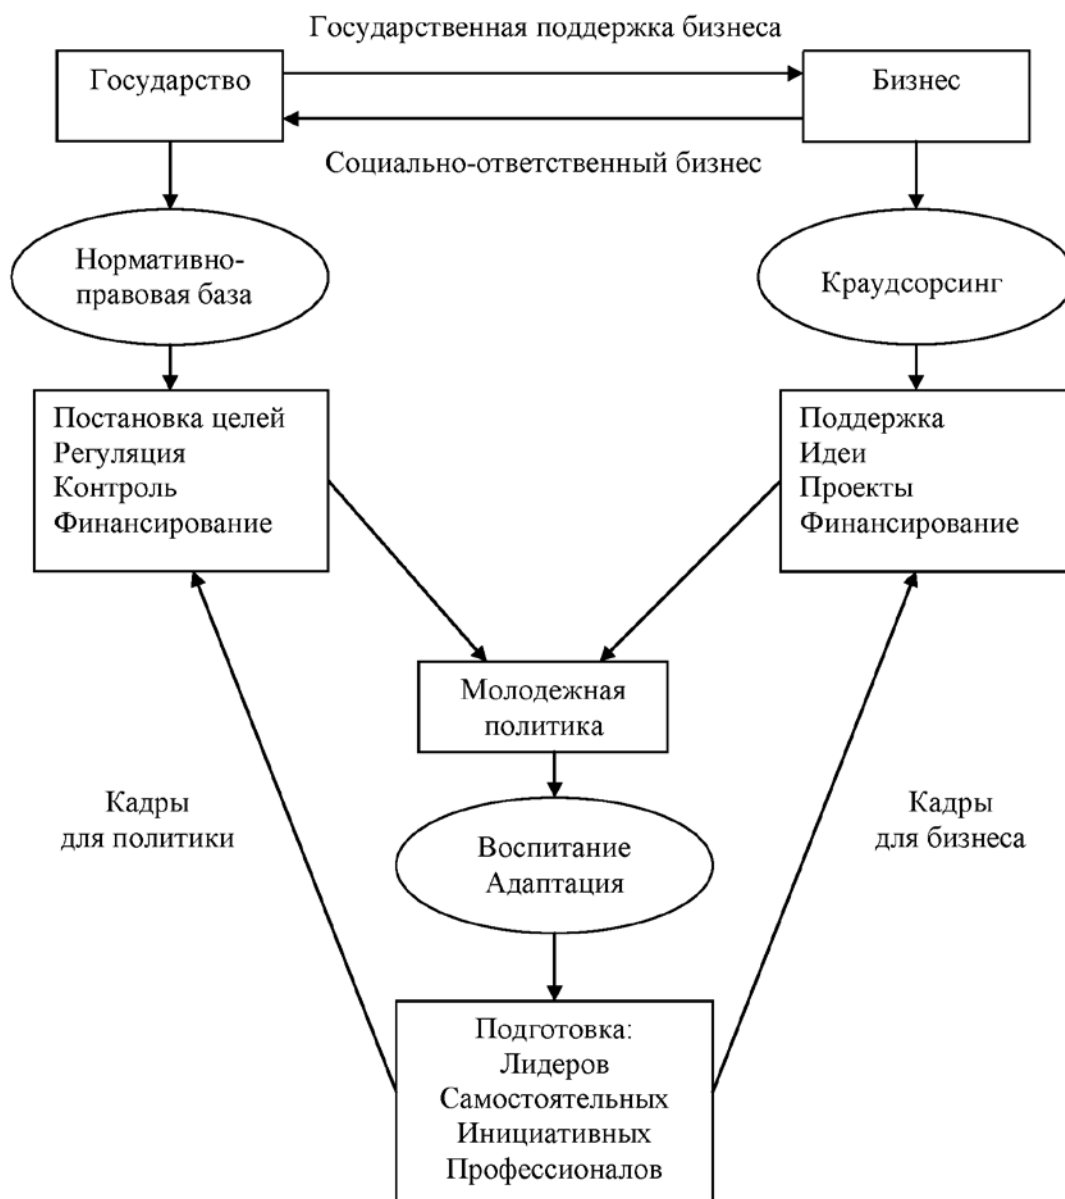 Государственная поддержка бизнеса
Государство
Бизнес
Социально-ответственный бизнес
Нормативно-
правовая база
Краудсорсинг
Постановка целей
Регуляция
Контроль
Финансирование
Поддержка
Идеи
Проекты
Финансирование
Молодежная
политика
Кадры
для политики
Кадры
для бизнеса
Воспитание
Адаптация
Подготовка:
Лидеров
Самостоятельных
Инициативных
Профессионалов